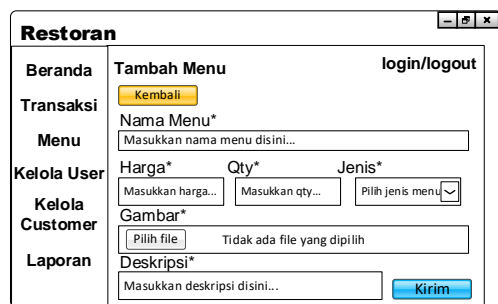 Restoran
login/logout
Beranda
Transaksi
Menu
Kelola User
Kelola
Customer
Laporan
Tambah Menu
Kembali
Nama Menu*
Masukkan nama menu disini...
Harga* Qty* Jenis*
Masukkan harga... Masukkan qty... Pilih jenis menu
Gambar*
Pilih file Tidak ada file yang dipilih
Deskripsi*
Masukkan deskripsi disini...
Kirim